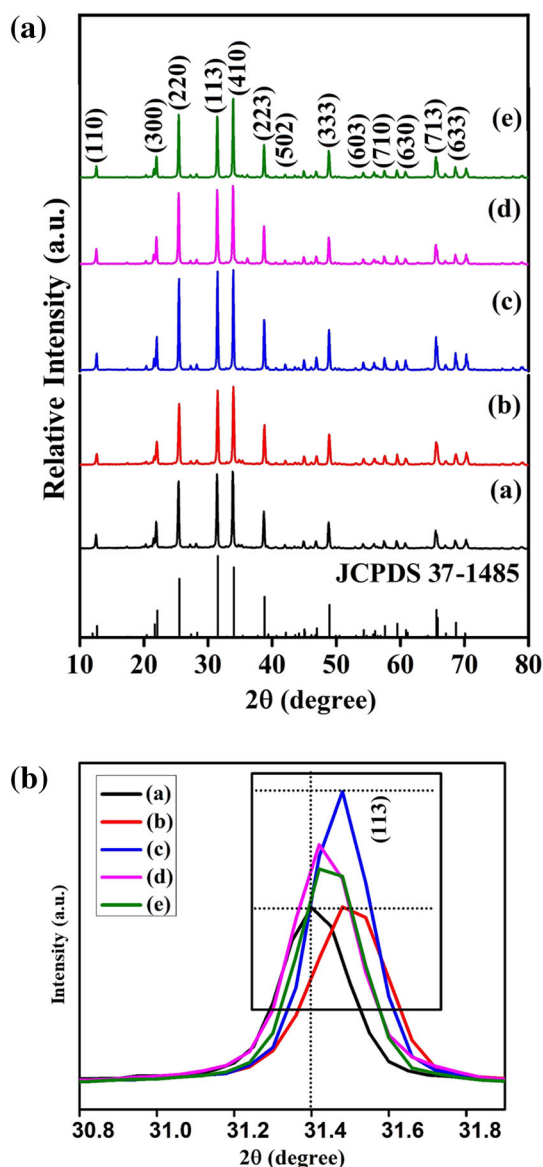 (a)
Relative Intensity (a.u.)
(110) (300) (220) (113) (410) (223) (502) (333) (603) (710) (630) (713) (633)
(e)
(d)
(c)
(b)
(a)
JCPDS 37-1485
10 20 30 40 50 60 70 80
2θ (degree)
(b)
Intensity (a.u.)
(a)
(b)
(c)
(d)
(e)
(113)
30.8 31.0 31.2 31.4 31.6 31.8
2θ (degree)